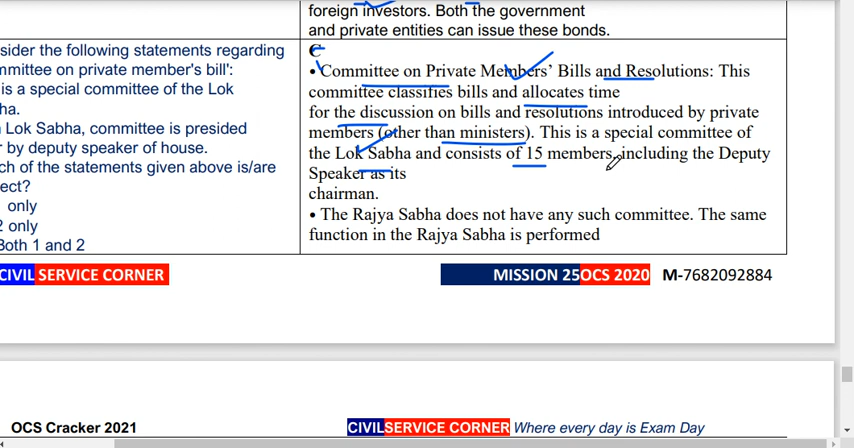 foreign investors. Both the government
and private entities can issue these bonds.
sider the following statements regarding
mmittee on private member's bill':
is a special committee of the Lok
ha.
Lok Sabha, committee is presided
r by deputy speaker of house.
ch of the statements given above is/are
ect?
only
2 only
Both 1 and 2
C
• Committee on Private Members' Bills and Resolutions: This
committee classifies bills and allocates time
for the discussion on bills and resolutions introduced by private
members (other than ministers). This is a special committee of
the Lok Sabha and consists of 15 members, including the Deputy
Speaker as its
chairman.
• The Rajya Sabha does not have any such committee. The same
function in the Rajya Sabha is performed
CIVIL SERVICE CORNER
MISSION 25OCS 2020 M-7682092884
OCS Cracker 2021
CIVILSERVICE CORNER Where every day is Exam Day